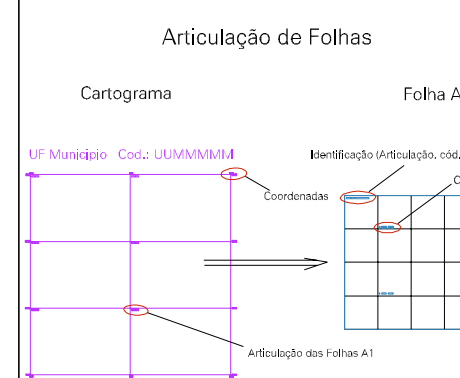 Articulação de Folhas
Cartograma
Folha A
UF Município Cod.: UUMMMMM
Identificação (Articulação, cód.
C
Coordenadas
Articulação das Folhas A1